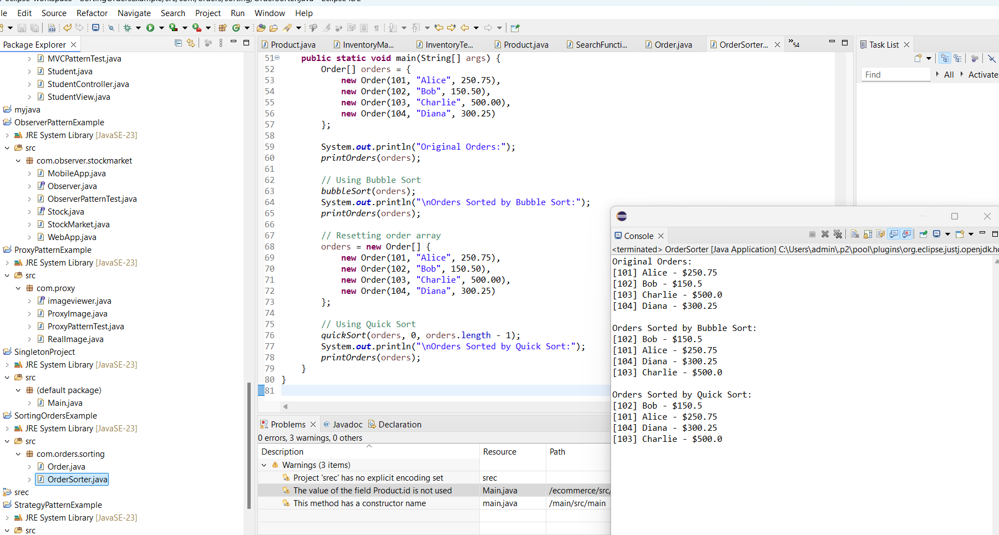 eclipse-workspace - SortingOrdersExample/src/com/orders/sorting/OrderSorter.java - Eclipse IDE
le Edit Source Refactor Navigate Search Project Run Window Help
Package Explorer
MVCPatternTest.java
Student.java
StudentController.java
StudentView.java
myjava
ObserverPatternExample
JRE System Library [JavaSE-23]
src
com.observer.stockmarket
MobileApp.java
Observer.java
ObserverPatternTest.java
Stock.java
StockMarket.java
WebApp.java
ProxyPatternExample
JRE System Library [JavaSE-23]
src
com.proxy
imageviewer.java
ProxyImage.java
ProxyPatternTest.java
RealImage.java
SingletonProject
JRE System Library [JavaSE-23]
src
(default package)
Main.java
SortingOrdersExample
JRE System Library [JavaSE-23]
src
com.orders.sorting
Order.java
OrderSorter.java
srec
StrategyPatternExample
JRE System Library [JavaSE-23]
src
Product.java InventoryMa... InventoryTe... Product.java SearchFuncti... Order.java OrderSorter... »54
51 public static void main(String[] args) {
52 Order[] orders = {
53 new Order(101, "Alice", 250.75),
54 new Order(102, "Bob", 150.50),
55 new Order(103, "Charlie", 500.00),
56 new Order(104, "Diana", 300.25)
57 };
58
59 System.out.println("Original Orders:");
60 printOrders(orders);
61
62 // Using Bubble Sort
63 bubbleSort(orders);
64 System.out.println("\nOrders Sorted by Bubble Sort:");
65 printOrders(orders);
66
67 // Resetting order array
68 orders = new Order[] {
69 new Order(101, "Alice", 250.75),
70 new Order(102, "Bob", 150.50),
71 new Order(103, "Charlie", 500.00),
72 new Order(104, "Diana", 300.25)
73 };
74
75 // Using Quick Sort
76 quickSort(orders, 0, orders.length - 1);
77 System.out.println("\nOrders Sorted by Quick Sort:");
78 printOrders(orders);
79 }
80 }
81
Problems Javadoc Declaration
0 errors, 3 warnings, 0 others
Description Resource Path
Warnings (3 items)
Project 'srec' has no explicit encoding set srec
The value of the field Product.id is not used Main.java /ecommerce/src/
This method has a constructor name main.java /main/src/main
Task List
Find All Activate
Console
<terminated> OrderSorter [Java Application] C:\Users\admin\.p2\pool\plugins\org.eclipse.justj.openjdk.ho
Original Orders:
[101] Alice - $250.75
[102] Bob - $150.5
[103] Charlie - $500.0
[104] Diana - $300.25
Orders Sorted by Bubble Sort:
[102] Bob - $150.5
[101] Alice - $250.75
[104] Diana - $300.25
[103] Charlie - $500.0
Orders Sorted by Quick Sort:
[102] Bob - $150.5
[101] Alice - $250.75
[104] Diana - $300.25
[103] Charlie - $500.0